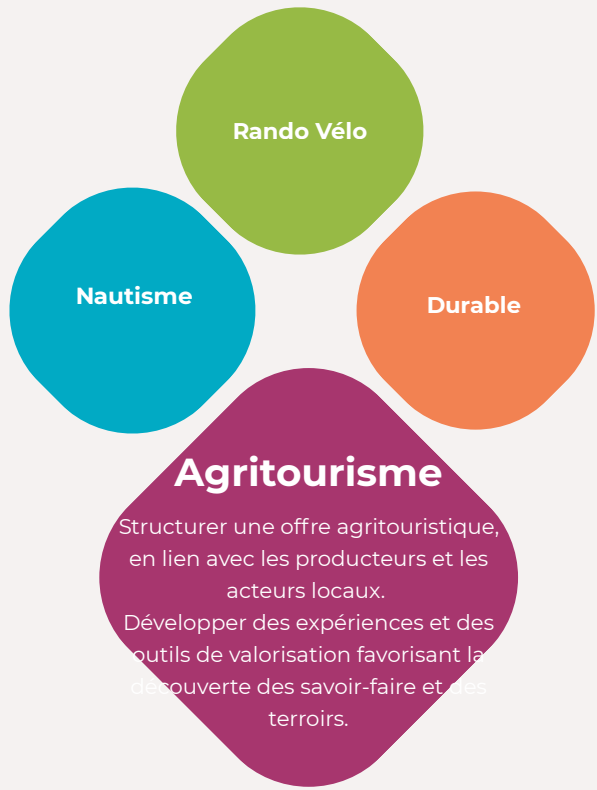 Rando Vélo
Nautisme
Durable
Agritourisme
Structurer une offre agritouristique,
en lien avec les producteurs et les
acteurs locaux.
Développer des expériences et des
outils de valorisation favorisant la
découverte des savoir-faire et des
terroirs.